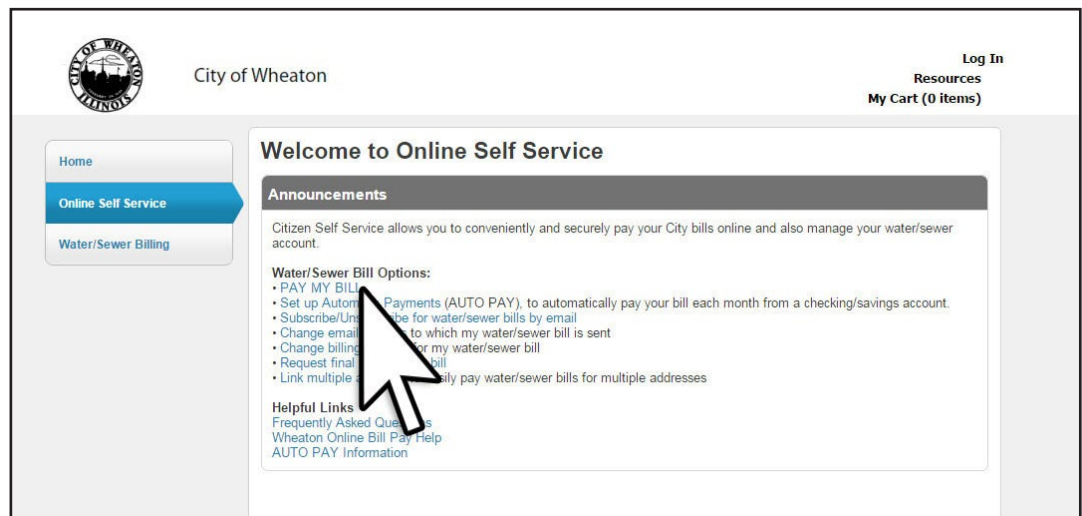 CITY OF WHEATON
ILLINOIS
City of Wheaton
Log In
Resources
My Cart (0 items)
Home
Online Self Service
Water/Sewer Billing
Welcome to Online Self Service
Announcements
Citizen Self Service allows you to conveniently and securely pay your City bills online and also manage your water/sewer
account.
Water/Sewer Bill Options:
• PAY MY BILL
• Set up Payments (AUTO PAY), to automatically pay your bill each month from a checking/savings account.
• for water/sewer bills by email
• Change email to which my water/sewer bill is sent
• Change billing for my water/sewer bill
• Request final bill
• Link multiple pay water/sewer bills for multiple addresses
Helpful Links
Frequently Asked
Wheaton Online Bill Pay Help
AUTO PAY Information